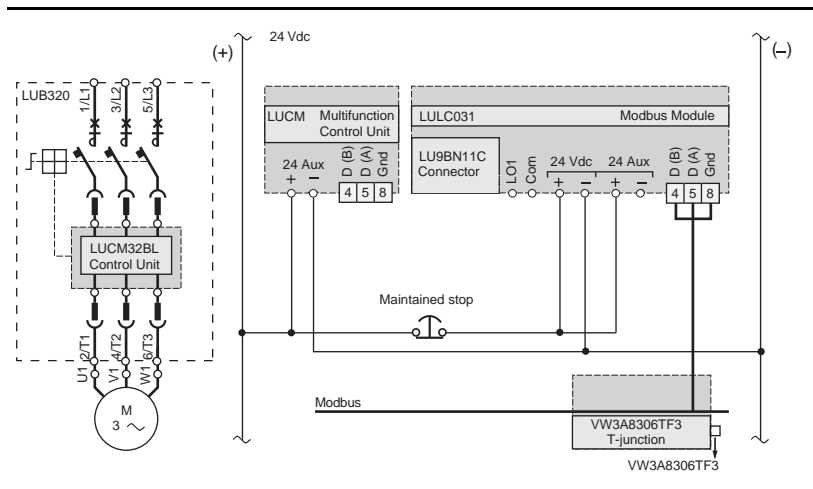 24 Vdc
(+)
(–)
LUB320
1/L1
3/L2
5/L3
LUCM32BL
Control Unit
2/T1
4/T2
6/T3
U1
V1
W1
M
3
LUCM
Multifunction
Control Unit
24 Aux
+
–
D (B)
D (A)
Gnd
4 5 8
LULC031
Modbus Module
LU9BN11C
Connector
LO1
Com
24 Vdc
+
–
24 Aux
+
–
D (B)
D (A)
Gnd
4 5 8
Maintained stop
Modbus
VW3A8306TF3
T-junction
VW3A8306TF3